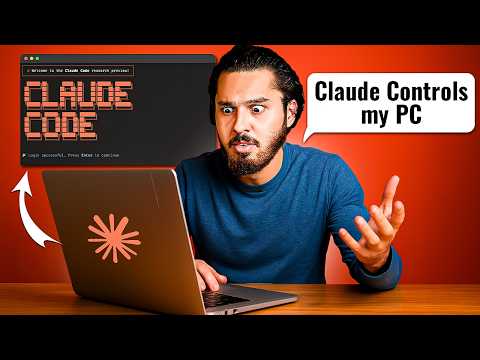 * Welcome to the Claude Code research preview!
CLAUDE
CODE
Login successful. Press Enter to continue
Claude Controls
my PC